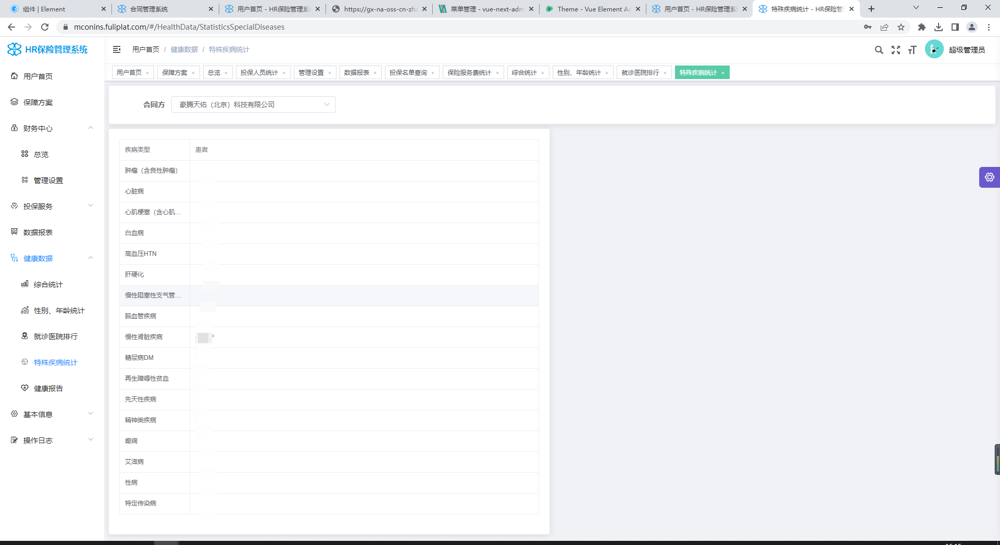 组件 | Element
合同管理系统
用户首页 - HR保险管理系
https://gx-na-oss-cn-zha
菜单管理 - vue-next-adm
Theme - Vue Element Ad
用户首页 - HR保险管理系
特殊疾病统计 - HR保险管
mconins.fuliplat.com/#/HealthData/StatisticsSpecialDiseases
HR保险管理系统
用户首页 / 健康数据 / 特殊疾病统计
超级管理员
用户首页 × 保障方案 × 总览 × 投保人员统计 × 管理设置 × 数据报表 × 投保名单查询 × 保险服务费统计 × 综合统计 × 性别、年龄统计 × 就诊医院排行 × 特殊疾病统计 ×
用户首页
保障方案
财务中心
总览
管理设置
投保服务
数据报表
健康数据
综合统计
性别、年龄统计
就诊医院排行
特殊疾病统计
健康报告
基本信息
操作日志
合同方 豪腾天佑（北京）科技有限公司
疾病类型 患者
肿瘤（含良性肿瘤）
心脏病
心肌梗塞（含心肌...
白血病
高血压HTN
肝硬化
慢性阻塞性支气管...
脑血管疾病
慢性肾脏疾病
糖尿病DM
再生障碍性贫血
先天性疾病
精神类疾病
癫痫
艾滋病
性病
特定传染病